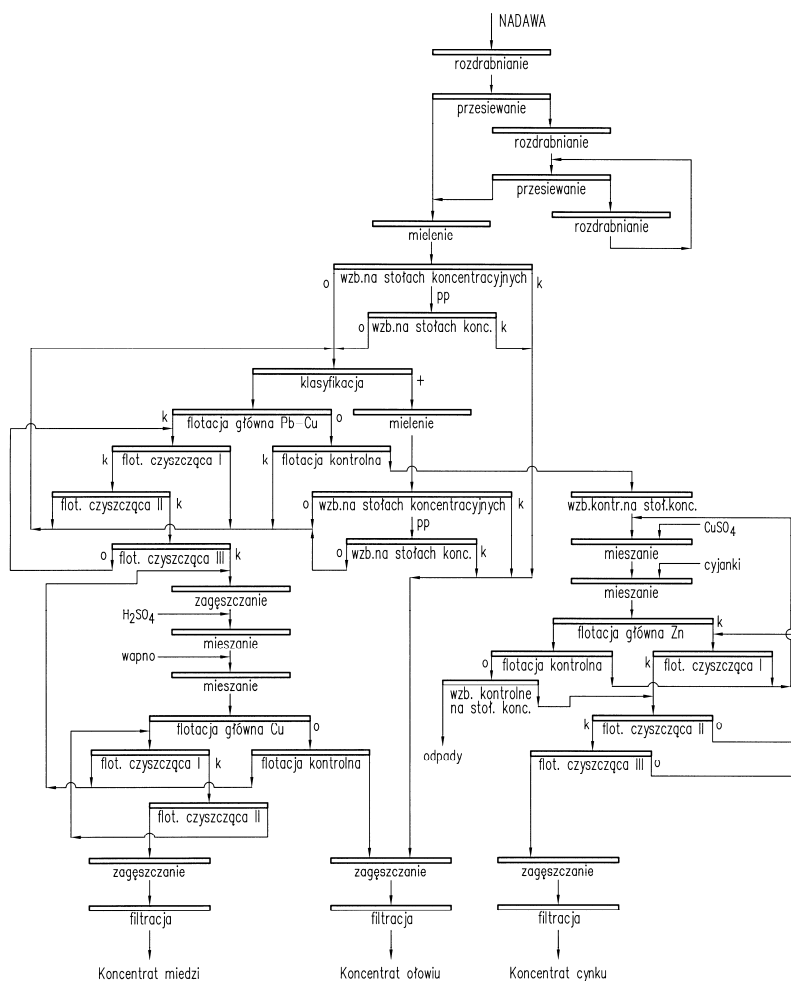 NADAWA
rozdrabnianie
przesiewanie
rozdrabnianie
przesiewanie
rozdrabnianie
mielenie
o wzb.na stołach koncentracyjnych k
pp
o wzb.na stołach konc. k
klasyfikacja +
k flotacja główna Pb-Cu o
mielenie
k flot. czyszcząca I
k flotacja kontrolna
flot. czyszcząca II k
o wzb.na stołach koncentracyjnych k
pp
wzb.kontr.na stoł.konc.
CuSO4
o flot. czyszcząca III k
o wzb.na stołach konc. k
mieszanie
cyjanki
mieszanie
zagęszczanie
H2SO4
mieszanie
flotacja główna Zn k
wapno
mieszanie
o flotacja kontrolna
k flot. czyszcząca I
wzb. kontrolne
na stoł. konc.
flotacja główna Cu o
k flot. czyszcząca II o
odpady
flot. czyszcząca I k
flotacja kontrolna
flot. czyszcząca III o
flot. czyszcząca II
zagęszczanie
zagęszczanie
zagęszczanie
filtracja
filtracja
filtracja
Koncentrat miedzi
Koncentrat ołowiu
Koncentrat cynku